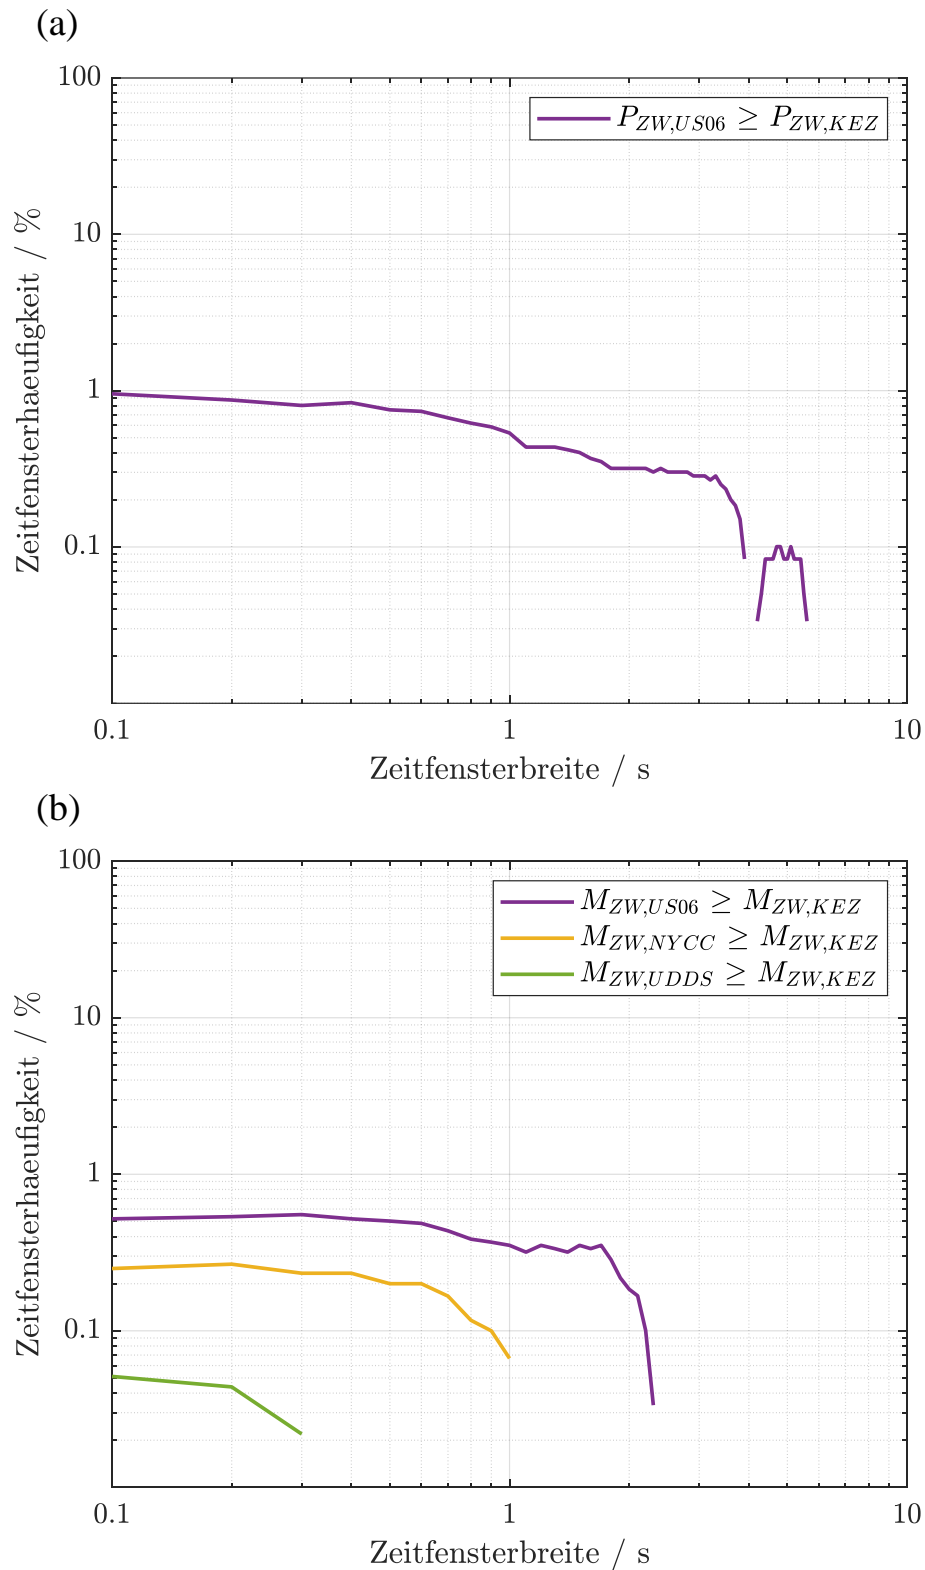 (a)
100
P_{ZW,US06} ≥ P_{ZW,KEZ}
10
1
0.1
Zeitfensterhaeufigkeit / %
0.1 1 10
Zeitfensterbreite / s
(b)
100
M_{ZW,US06} ≥ M_{ZW,KEZ}
M_{ZW,NYCC} ≥ M_{ZW,KEZ}
M_{ZW,UDDS} ≥ M_{ZW,KEZ}
10
1
0.1
Zeitfensterhaeufigkeit / %
0.1 1 10
Zeitfensterbreite / s